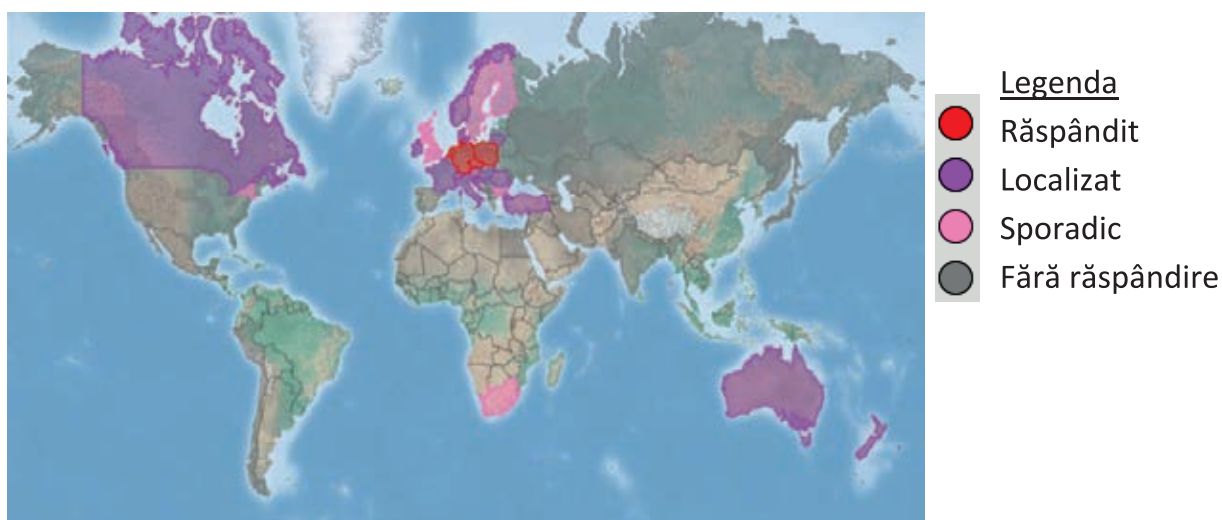 Legenda
Răspândit
Localizat
Sporadic
Fără răspândire